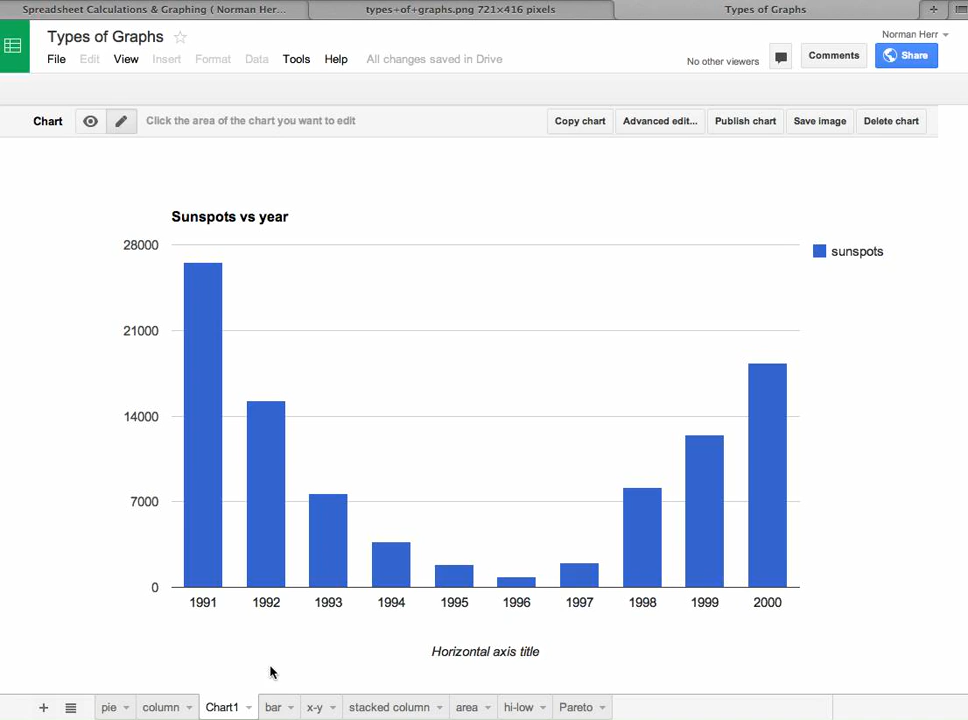 Spreadsheet Calculations & Graphing ( Norman Her... types+of+graphs.png 721×416 pixels Types of Graphs +
Types of Graphs Norman Herr
File Edit View Insert Format Data Tools Help All changes saved in Drive No other viewers Comments Share
Chart Click the area of the chart you want to edit Copy chart Advanced edit... Publish chart Save image Delete chart
Sunspots vs year
28000
sunspots
21000
14000
7000
0
1991 1992 1993 1994 1995 1996 1997 1998 1999 2000
Horizontal axis title
+ pie column Chart1 bar x-y stacked column area hi-low Pareto